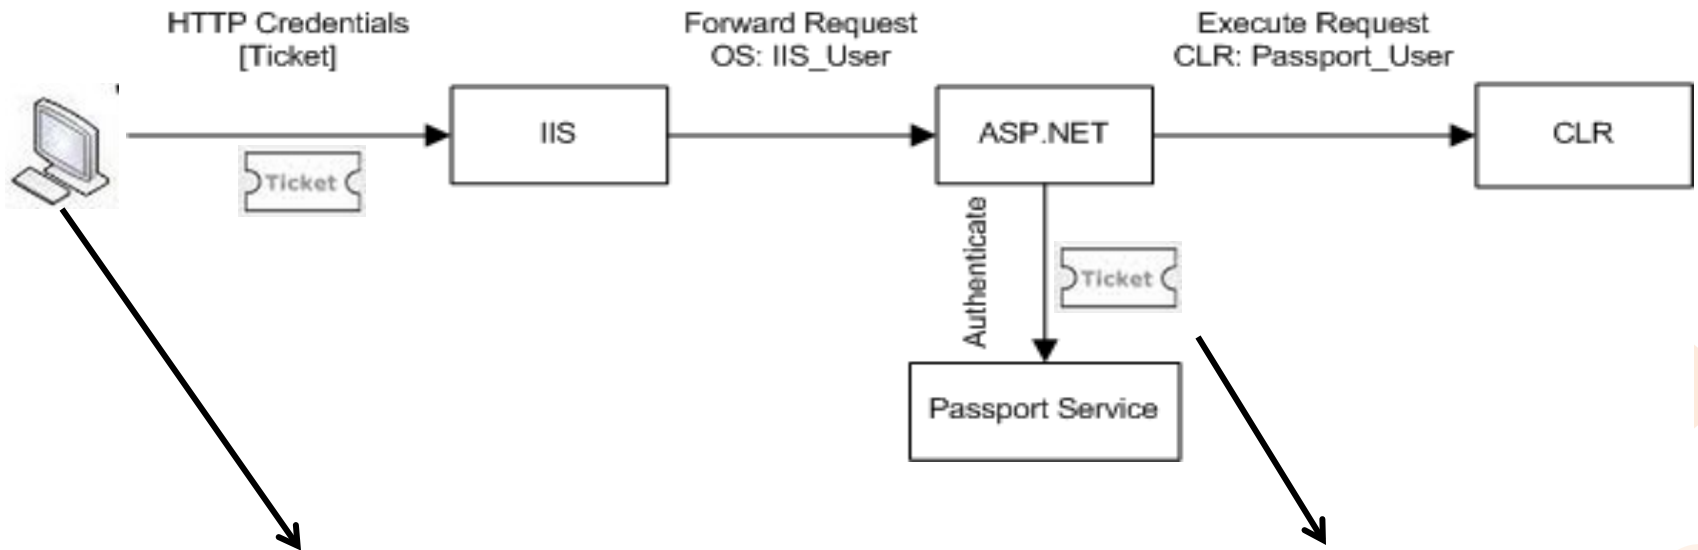 HTTP Credentials
[Ticket]
Forward Request
OS: IIS_User
Execute Request
CLR: Passport_User
IIS
ASP.NET
CLR
Ticket
Authenticate
Ticket
Passport Service